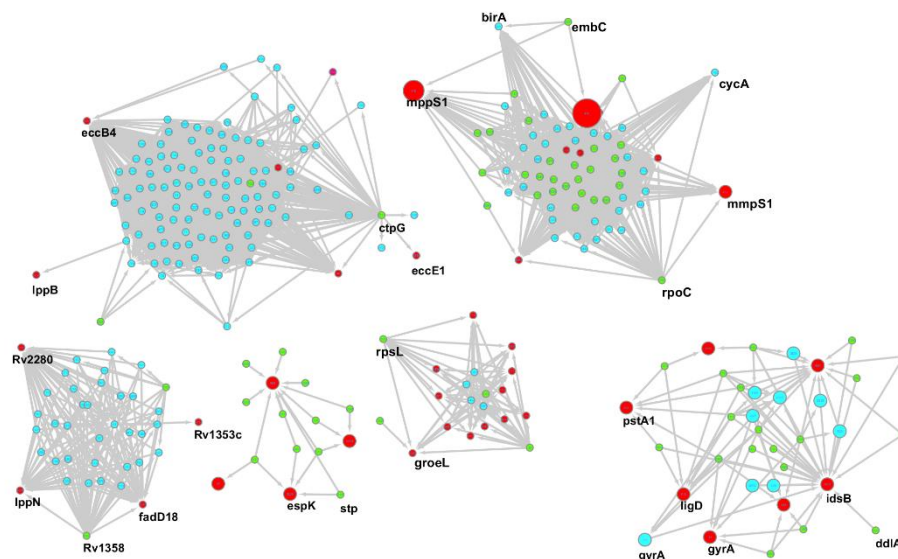 birA
embC
cycA
mppS1
eccB4
mmpS1
ctpG
eccE1
lppB
rpoC
Rv2280
rpsL
Rv1353c
pstA1
groeL
lppN
fadD18
espK
stp
ligD
idsB
Rv1358
gyrA
gyrA
ddlA